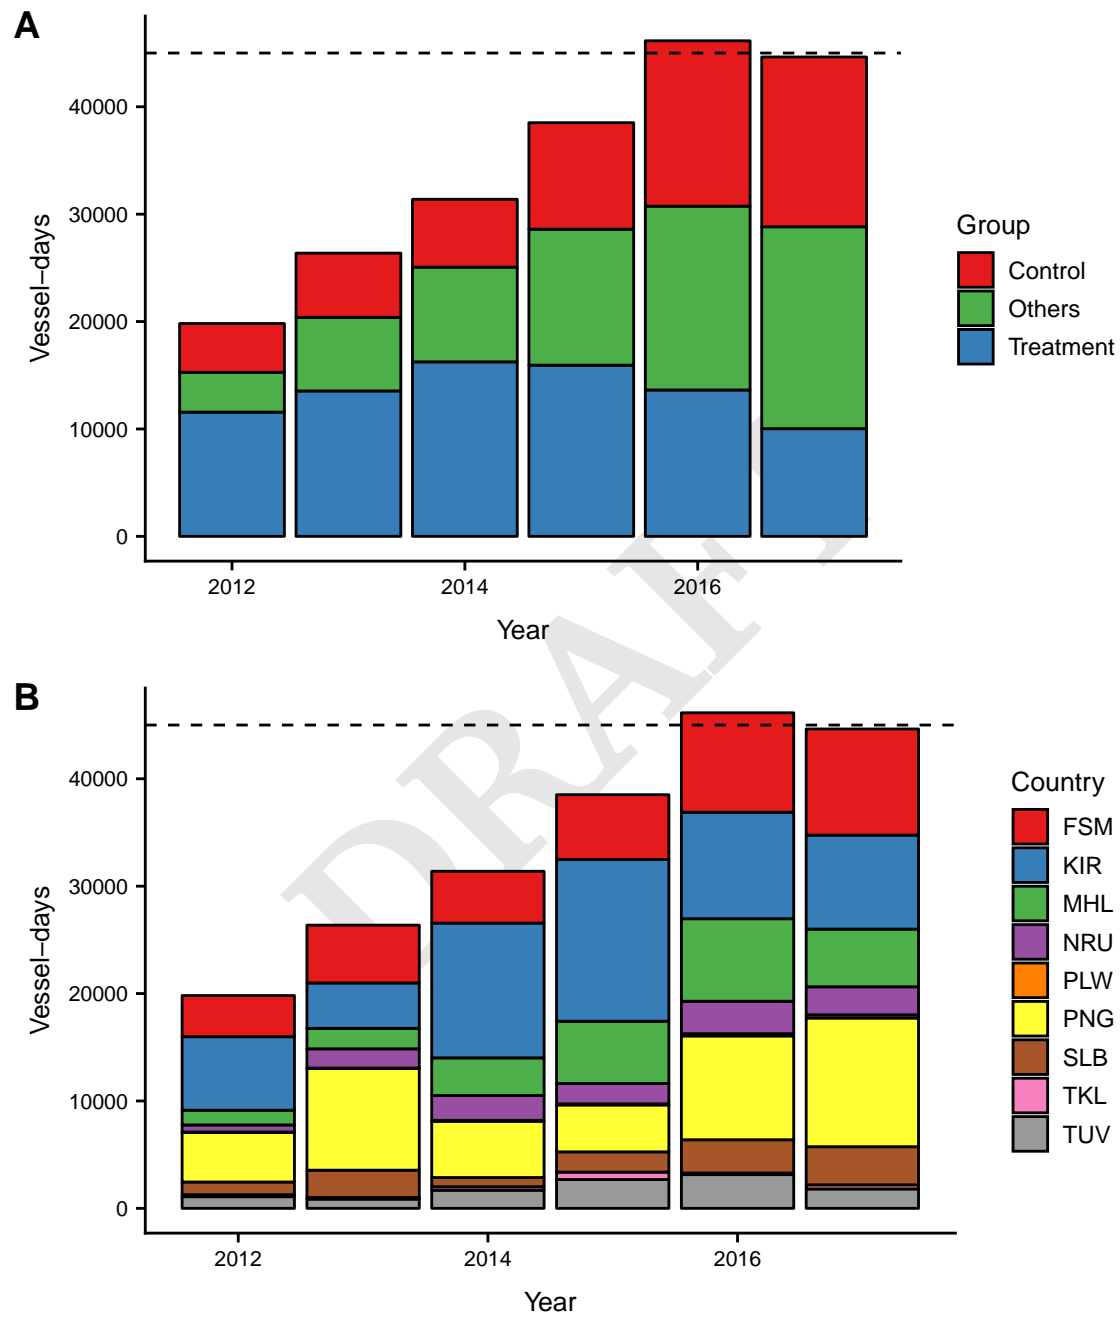 A
Vessel−days
40000
30000
20000
10000
0
2012
2014
2016
Year
Group
Control
Others
Treatment
DRAFT
B
Vessel−days
40000
30000
20000
10000
0
2012
2014
2016
Year
Country
FSM
KIR
MHL
NRU
PLW
PNG
SLB
TKL
TUV